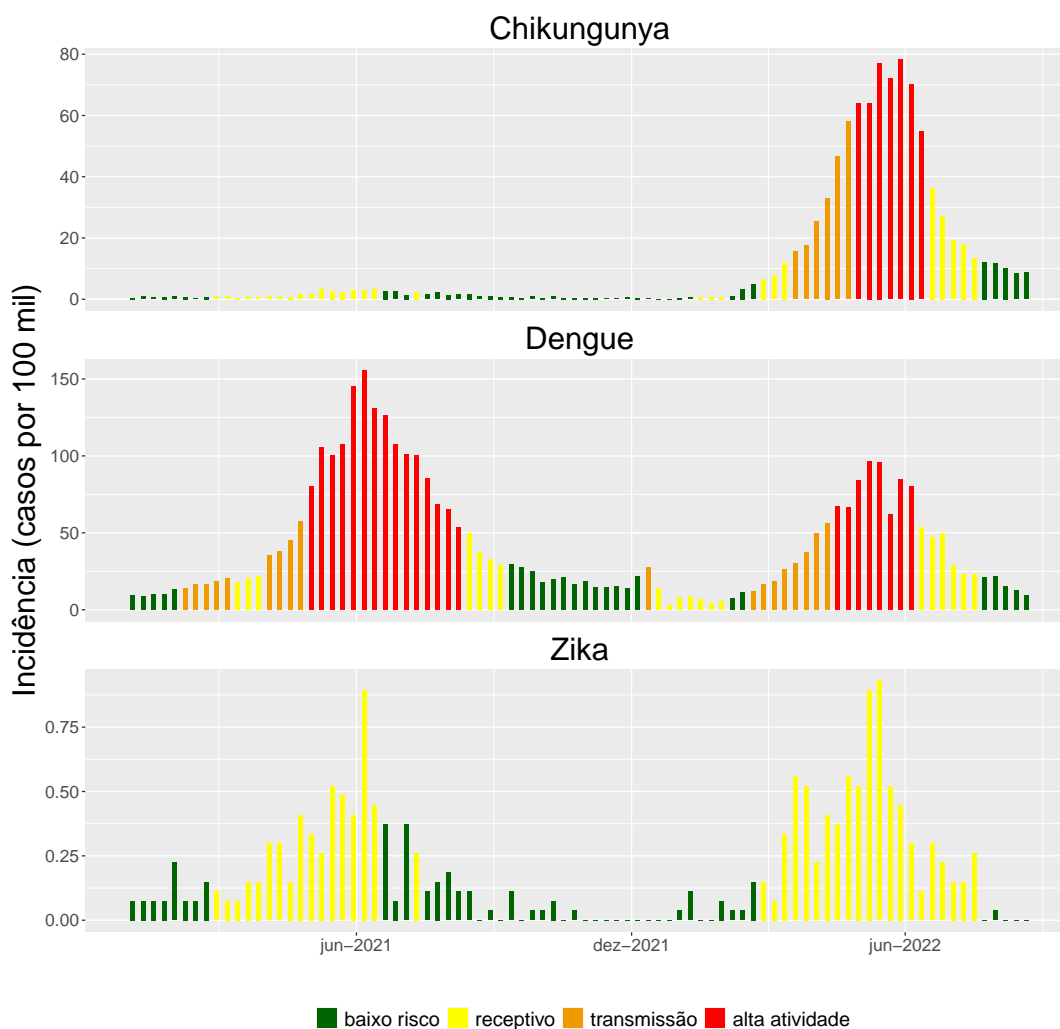 Chikungunya
80
60
40
20
0
Dengue
150
100
50
0
Zika
0.75
0.50
0.25
0.00
Incidência (casos por 100 mil)
jun−2021 dez−2021 jun−2022
baixo risco receptivo transmissão alta atividade